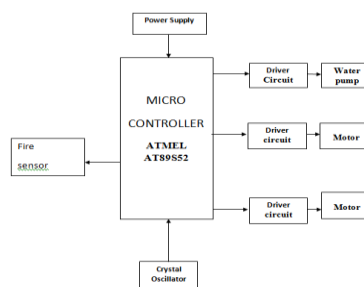 Power Supply
MICRO
CONTROLLER
ATMEL
AT89S52
Driver
Circuit
Water
pump
Fire
sensor
Driver
circuit
Motor
Driver
circuit
Motor
Crystal
Oscillator